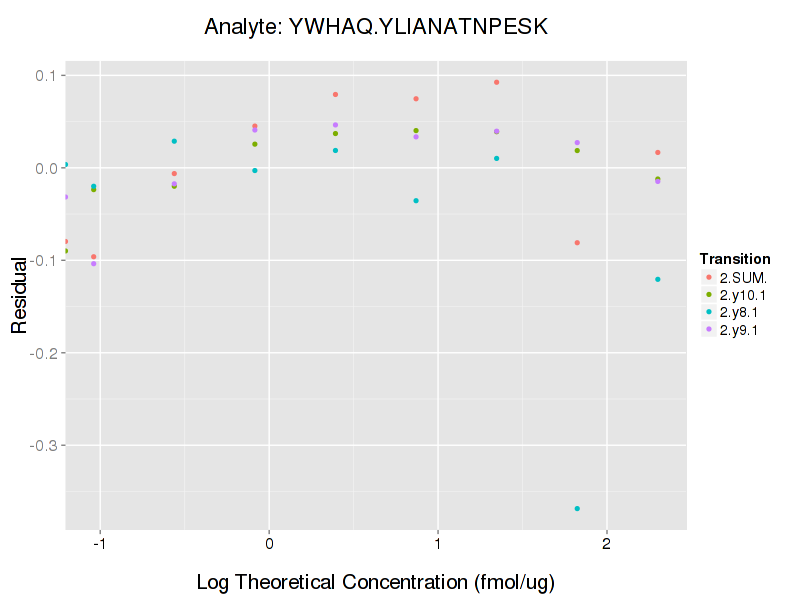 Analyte: YWHAQ.YLIANATNPESK
0.1
0.0
-0.1
-0.2
-0.3
Residual
-1 0 1 2
Log Theoretical Concentration (fmol/ug)
Transition
2.SUM.
2.y10.1
2.y8.1
2.y9.1